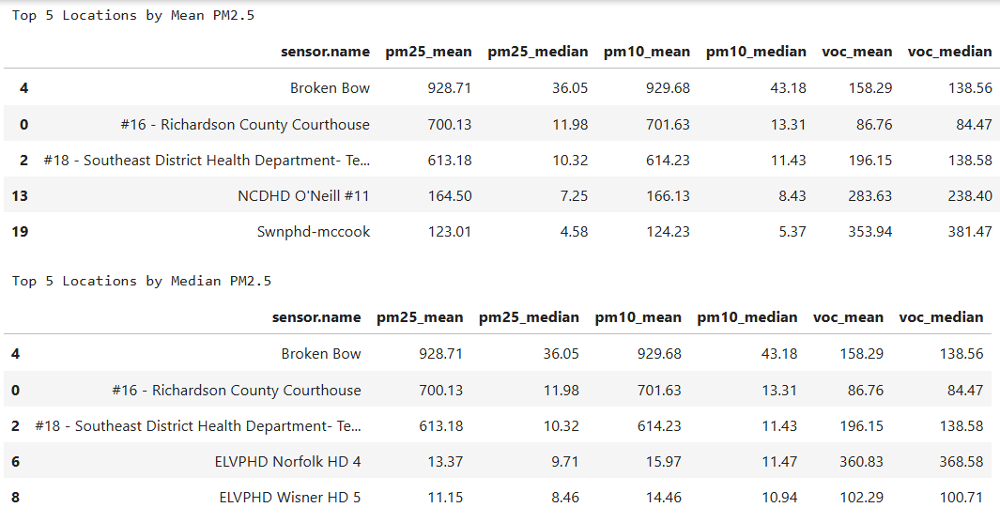 Top 5 Locations by Mean PM2.5
sensor.name pm25_mean pm25_median pm10_mean pm10_median voc_mean voc_median
4 Broken Bow 928.71 36.05 929.68 43.18 158.29 138.56
0 #16 - Richardson County Courthouse 700.13 11.98 701.63 13.31 86.76 84.47
2 #18 - Southeast District Health Department- Te... 613.18 10.32 614.23 11.43 196.15 138.58
13 NCDHD O'Neill #11 164.50 7.25 166.13 8.43 283.63 238.40
19 Swnphd-mccook 123.01 4.58 124.23 5.37 353.94 381.47
Top 5 Locations by Median PM2.5
sensor.name pm25_mean pm25_median pm10_mean pm10_median voc_mean voc_median
4 Broken Bow 928.71 36.05 929.68 43.18 158.29 138.56
0 #16 - Richardson County Courthouse 700.13 11.98 701.63 13.31 86.76 84.47
2 #18 - Southeast District Health Department- Te... 613.18 10.32 614.23 11.43 196.15 138.58
6 ELVPHD Norfolk HD 4 13.37 9.71 15.97 11.47 360.83 368.58
8 ELVPHD Wisner HD 5 11.15 8.46 14.46 10.94 102.29 100.71